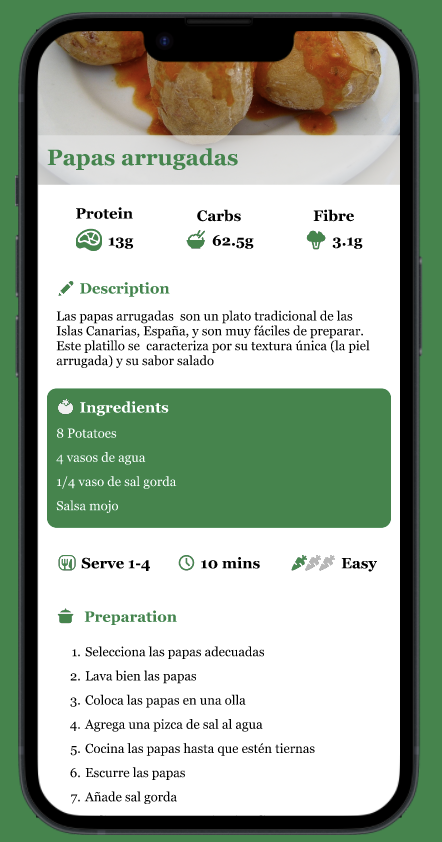 Papas arrugadas
Protein
Carbs
Fibre
13g
62.5g
3.1g
Description
Las papas arrugadas son un plato tradicional de las
Islas Canarias, España, y son muy fáciles de preparar.
Este platillo se caracteriza por su textura única (la piel
arrugada) y su sabor salado
Ingredients
8 Potatoes
4 vasos de agua
1/4 vaso de sal gorda
Salsa mojo
Serve 1-4
10 mins
Easy
Preparation
1. Selecciona las papas adecuadas
2. Lava bien las papas
3. Coloca las papas en una olla
4. Agrega una pizca de sal al agua
5. Cocina las papas hasta que estén tiernas
6. Escurre las papas
7. Añade sal gorda